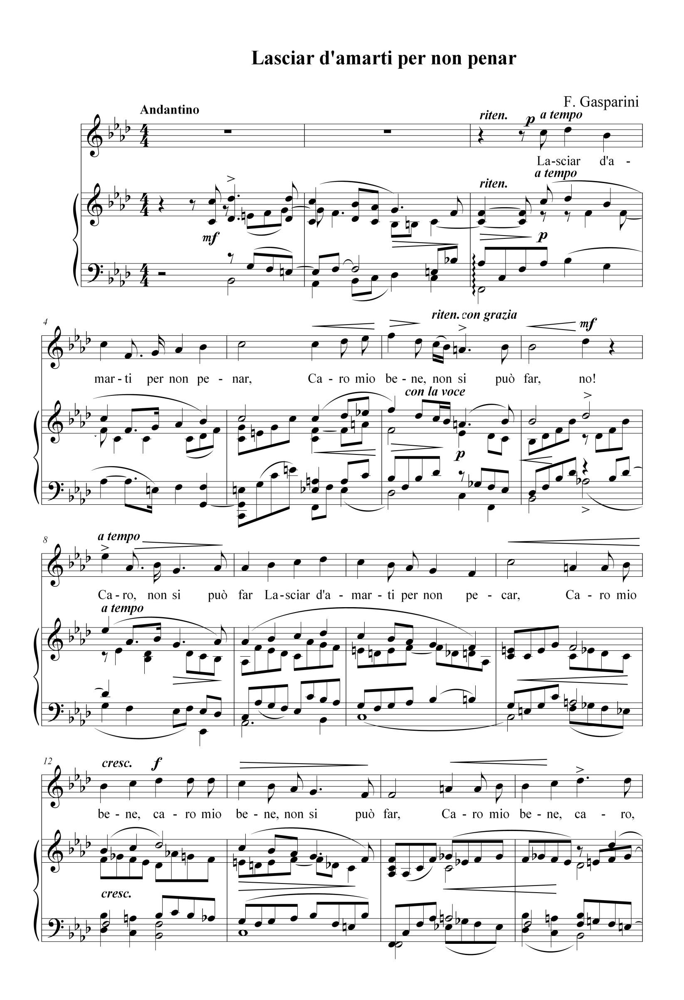 Lasciar d'amarti per non penar
F. Gasparini
Andantino
riten. p a tempo
La-sciar d'a -
a tempo
riten.
mf p
4
riten. con grazia
mf
mar - ti per non pe - nar, Ca - ro mio be - ne, non si può far, no!
con la voce
p
8
a tempo
Ca - ro, non si può far La-sciar d'a - mar - ti per non pe - car, Ca - ro mio
a tempo
12
cresc. f
be - ne, ca - ro mio be - ne, non si può far, Ca - ro mio be - ne, ca - ro,
cresc.